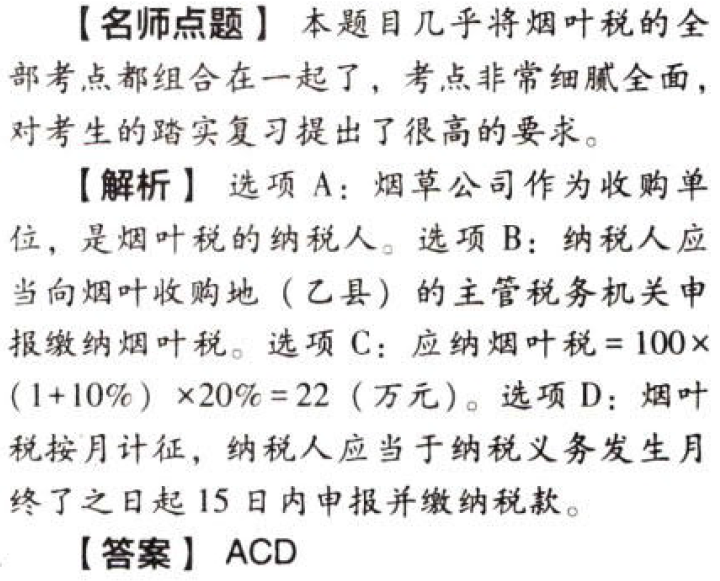 【名师点题】 本题目几乎将烟叶税的全
部考点都组合在一起了，考点非常细腻全面，
对考生的踏实复习提出了很高的要求。
【解析】 选项 A：烟草公司作为收购单
位，是烟叶税的纳税人。选项 B：纳税人应
当向烟叶收购地（乙县）的主管税务机关申
报缴纳烟叶税。选项 C：应纳烟叶税=100×
(1+10%) ×20%=22（万元）。选项 D：烟叶
税按月计征，纳税人应当于纳税义务发生月
终了之日起 15 日内申报并缴纳税款。
【答案】 ACD